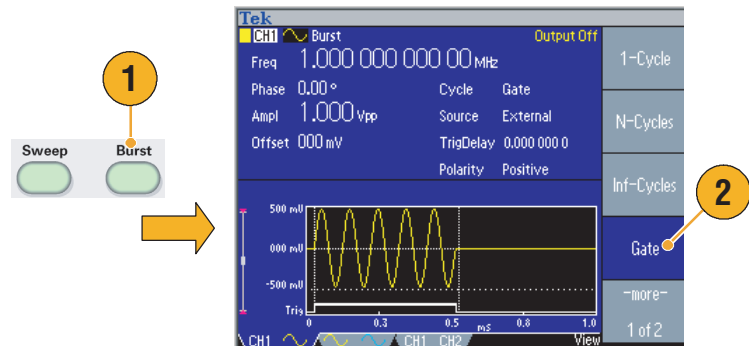 1
Sweep
Burst
Tek
CH1 Burst Output Off
Freq 1.000 000 000 00 MHz
Phase 0.00 ° Cycle Gate
Ampl 1.000 Vpp Source External
Offset 000 mV TrigDelay 0.000 000 0
Polarity Positive
500 mU
000 mU
-500 mU
Trig
0 0.3 0.5 ms 0.8 1.0
CH1 CH1 CH2 View
1-Cycle
N-Cycles
Inf-Cycles
Gate
-more-
1 of 2
2